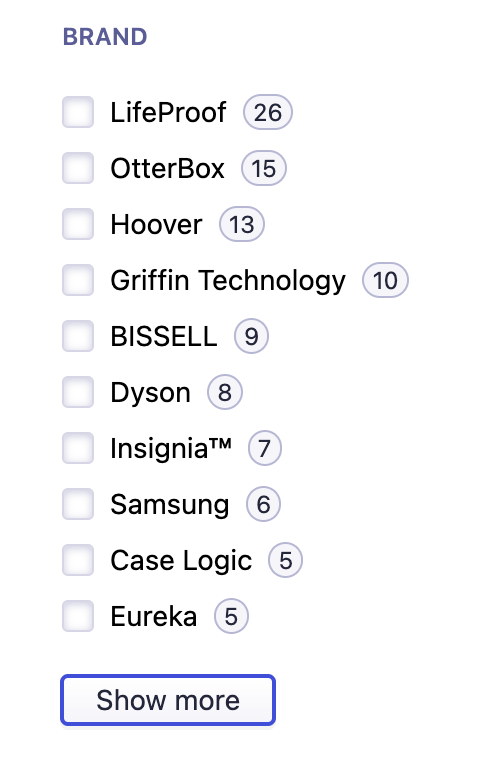 BRAND
LifeProof 26
OtterBox 15
Hoover 13
Griffin Technology 10
BISSELL 9
Dyson 8
Insignia™ 7
Samsung 6
Case Logic 5
Eureka 5
Show more